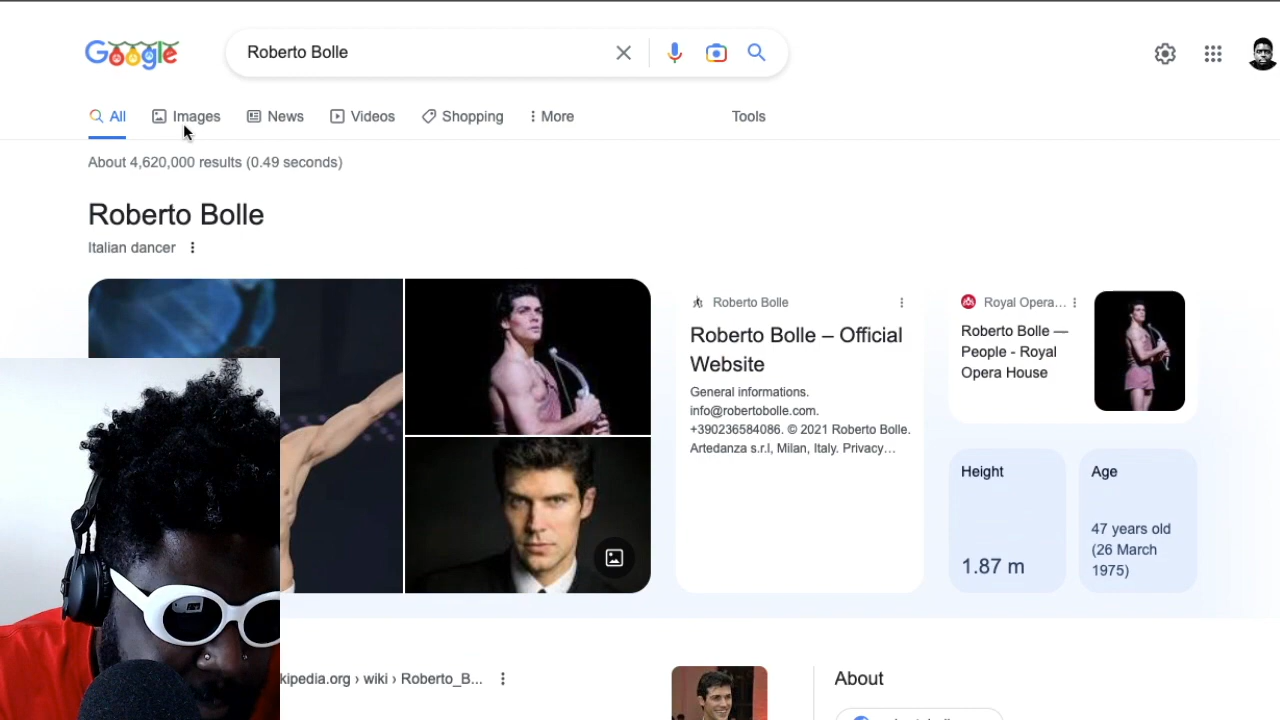 Google
Roberto Bolle
All
Images
News
Videos
Shopping
More
Tools
About 4,620,000 results (0.49 seconds)
Roberto Bolle
Italian dancer
Roberto Bolle
Roberto Bolle – Official
Website
General informations.
info@robertobolle.com.
+390236584086. © 2021 Roberto Bolle.
Artedanza s.r.l, Milan, Italy. Privacy…
Royal Opera...
Roberto Bolle —
People - Royal
Opera House
Height
1.87 m
Age
47 years old
(26 March
1975)
kipedia.org › wiki › Roberto_B...
About